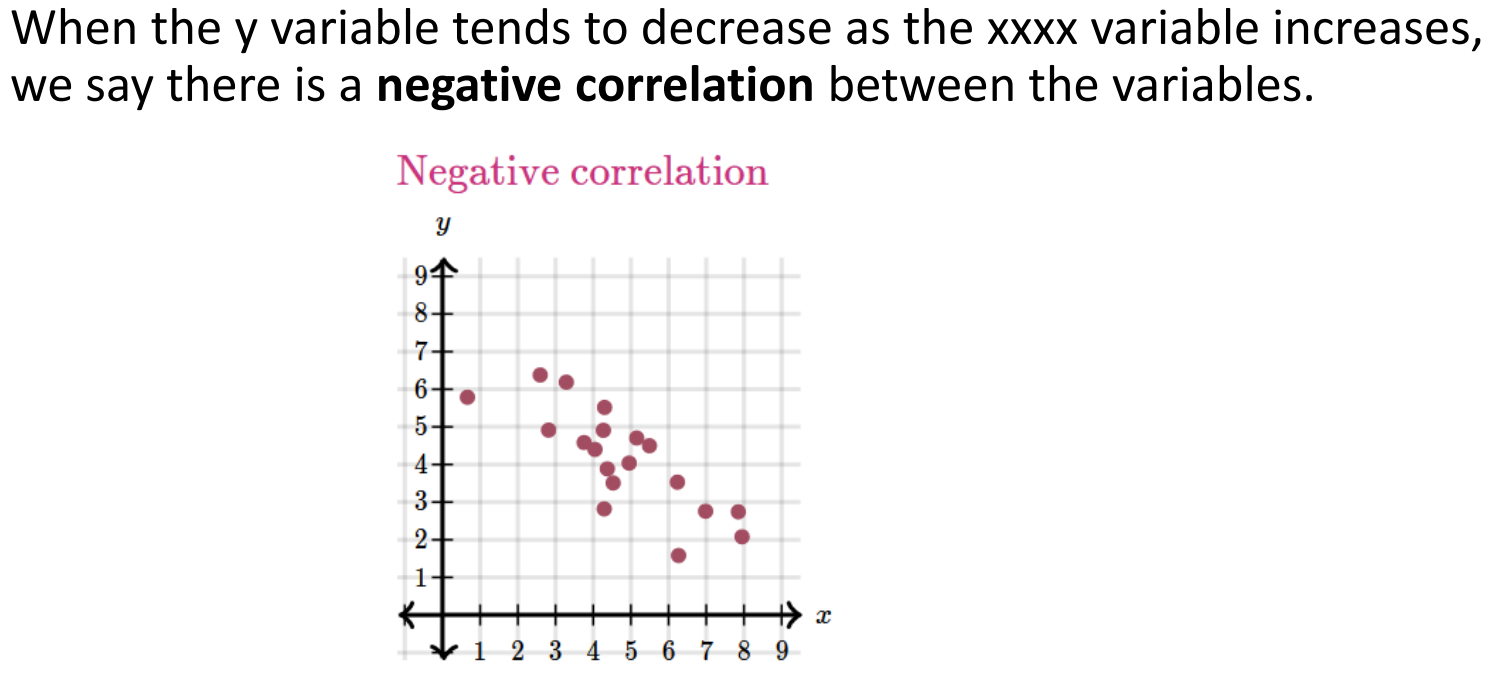 When the y variable tends to decrease as the xxxx variable increases,
we say there is a negative correlation between the variables.
Negative correlation
y
9
8
7
6
5
4
3
2
1
x
1 2 3 4 5 6 7 8 9